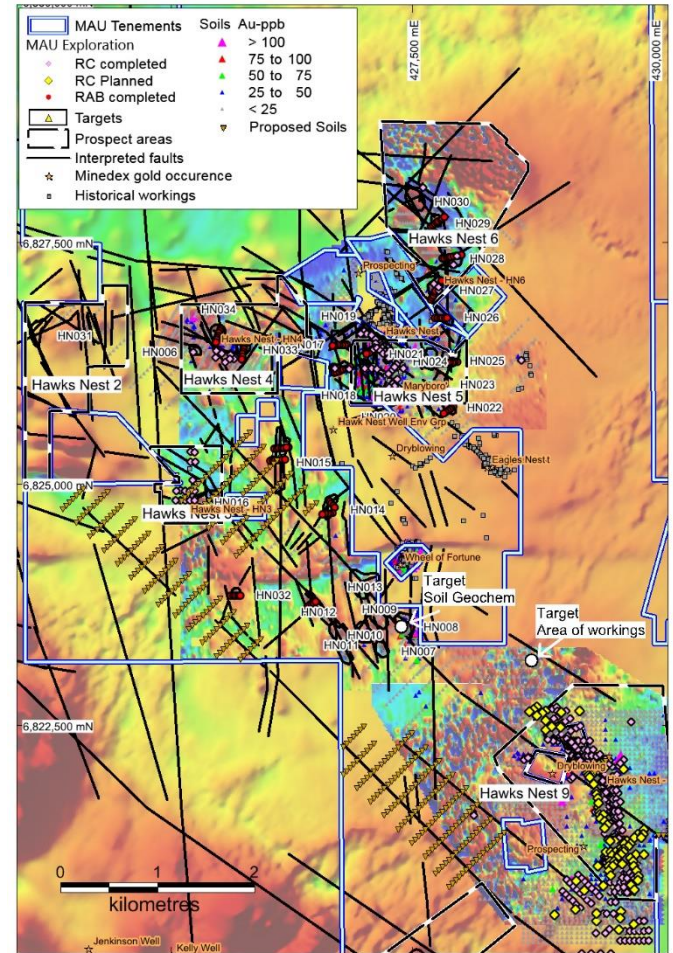 MAU Tenements
MAU Exploration
RC completed
RC Planned
RAB completed
Targets
Prospect areas
Interpreted faults
Minedex gold occurence
Historical workings
Soils Au-ppb
> 100
75 to 100
50 to 75
25 to 50
< 25
Proposed Soils
427,500 mE
430,000 mE
HN030
HN029
Hawks Nest 6
6,827,500 mN
HN028
Prospecting
Hawks Nest - HN6
HN027
HN034
HN019
HN026
HN031
HN006
Hawks Nest - HN4
HN033
Hawks Nest
HN021
HN024
HN025
Hawks Nest 2
Hawks Nest 4
Maryboro
HN023
HN018
Hawks Nest 5
HN022
Hawk Nest Well Env Grp
Dryblowing
HN015
Eagles Nest-t
6,825,000 mN
HN016
Hawks Nest - HN3
HN014
Wheel of Fortune
Target
Soil Geochem
HN013
HN032
HN012
HN009
Target
Area of workings
HN010
HN008
HN011
HN007
6,822,500 mN
Dryblowing
Hawks Nest -
Hawks Nest 9
Prospecting
0 1 2
kilometres
Jenkinson Well
Kelly Well